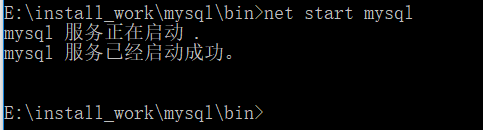 E:\install_work\mysql\bin>net start mysql
mysql 服务正在启动 .
mysql 服务已经启动成功。
E:\install_work\mysql\bin>